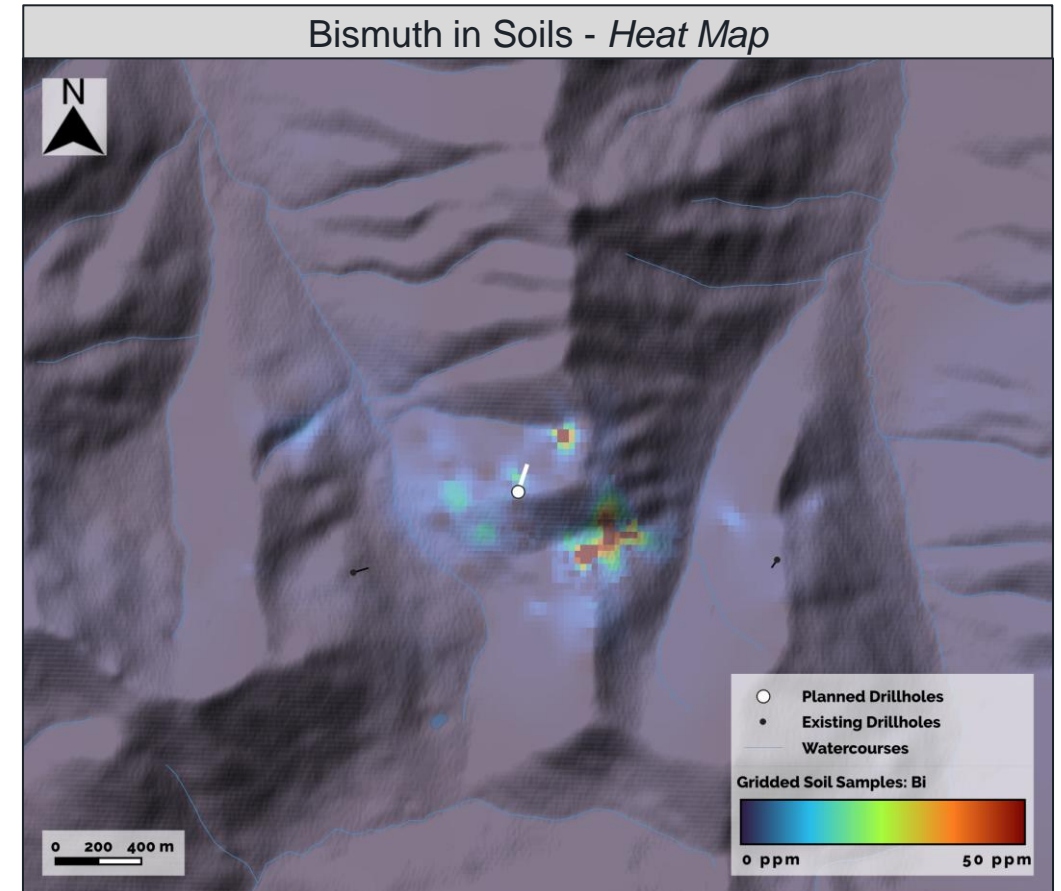 Bismuth in Soils - Heat Map
N
Planned Drillholes
Existing Drillholes
Watercourses
Gridded Soil Samples: Bi
0 ppm 50 ppm
0 200 400 m